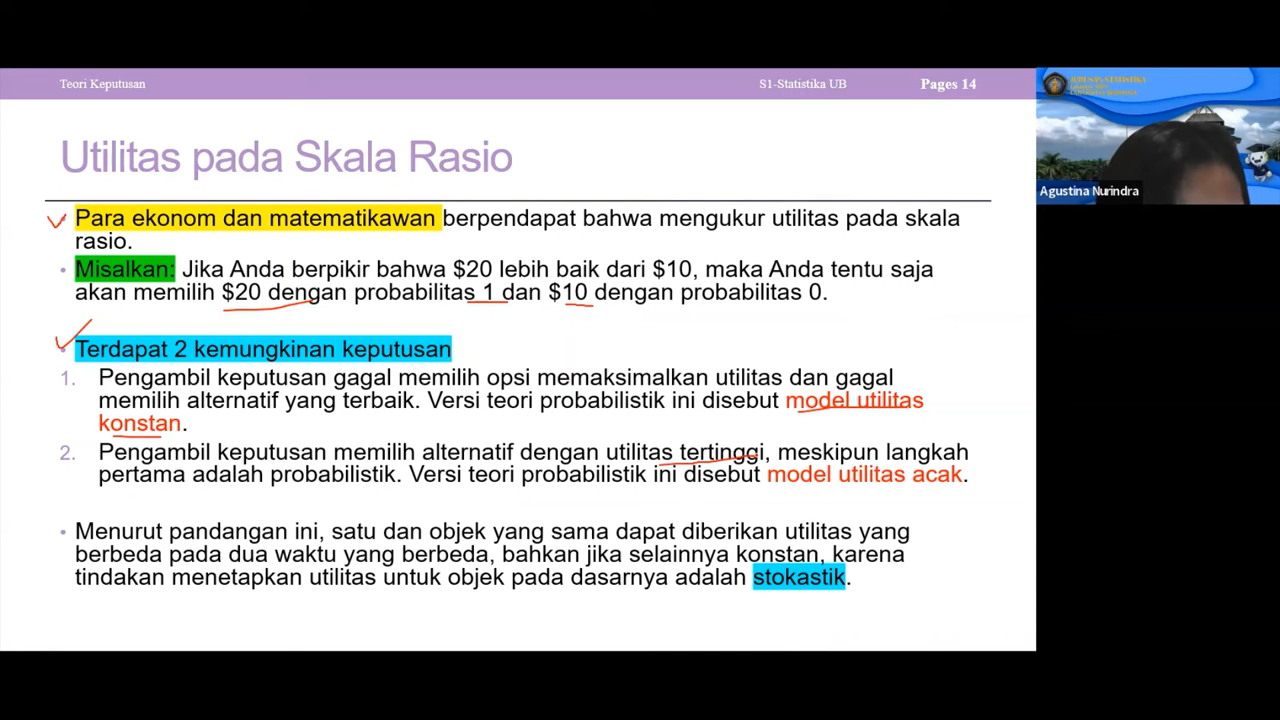 Teori Keputusan
S1-Statistika UB
Pages 14
Utilitas pada Skala Rasio
Para ekonom dan matematikawan berpendapat bahwa mengukur utilitas pada skala
rasio.
• Misalkan: Jika Anda berpikir bahwa $20 lebih baik dari $10, maka Anda tentu saja
akan memilih $20 dengan probabilitas 1 dan $10 dengan probabilitas 0.
• Terdapat 2 kemungkinan keputusan
1. Pengambil keputusan gagal memilih opsi memaksimalkan utilitas dan gagal
memilih alternatif yang terbaik. Versi teori probabilistik ini disebut model utilitas
konstan.
2. Pengambil keputusan memilih alternatif dengan utilitas tertinggi, meskipun langkah
pertama adalah probabilistik. Versi teori probabilistik ini disebut model utilitas acak.
• Menurut pandangan ini, satu dan objek yang sama dapat diberikan utilitas yang
berbeda pada dua waktu yang berbeda, bahkan jika selainnya konstan, karena
tindakan menetapkan utilitas untuk objek pada dasarnya adalah stokastik.
JURUSAN STATISTIKA
Agustina Nurindra